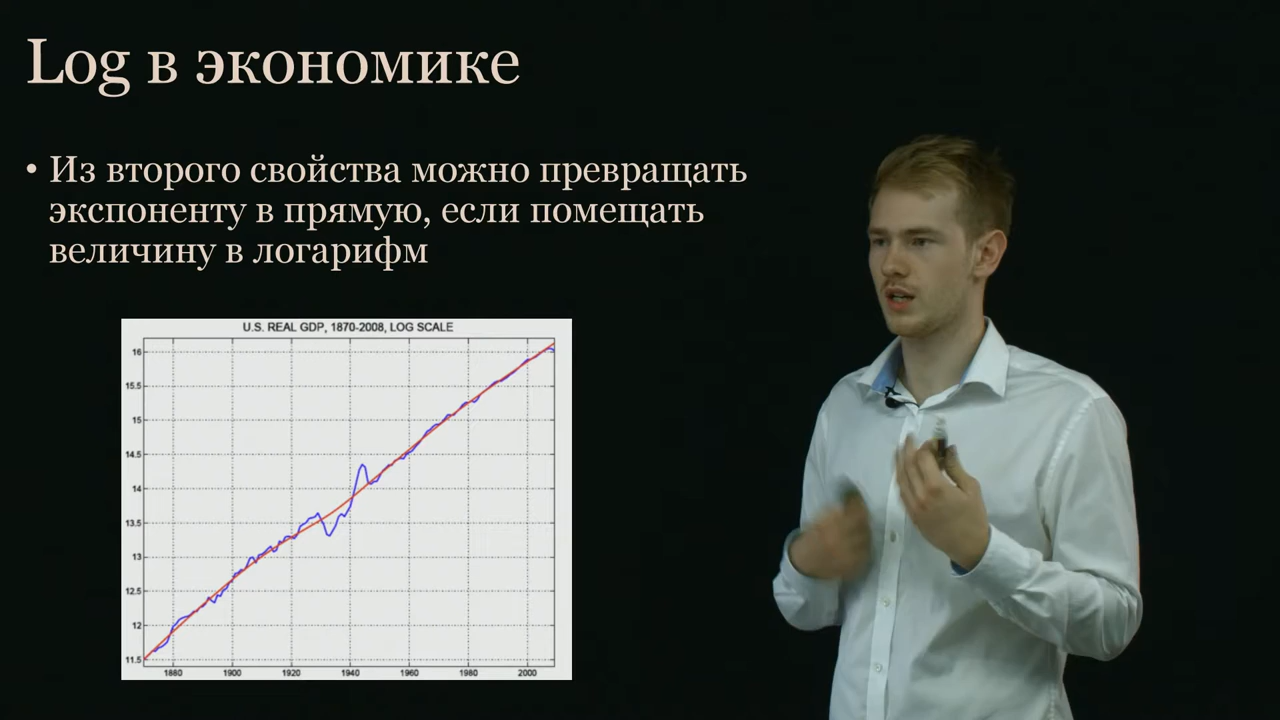 Log в экономике
• Из второго свойства можно превращать
экспоненту в прямую, если помещать
величину в логарифм
U.S. REAL GDP, 1870-2008, LOG SCALE
16
15.5
15
14.5
14
13.5
13
12.5
12
11.5
1880 1900 1920 1940 1960 1980 2000